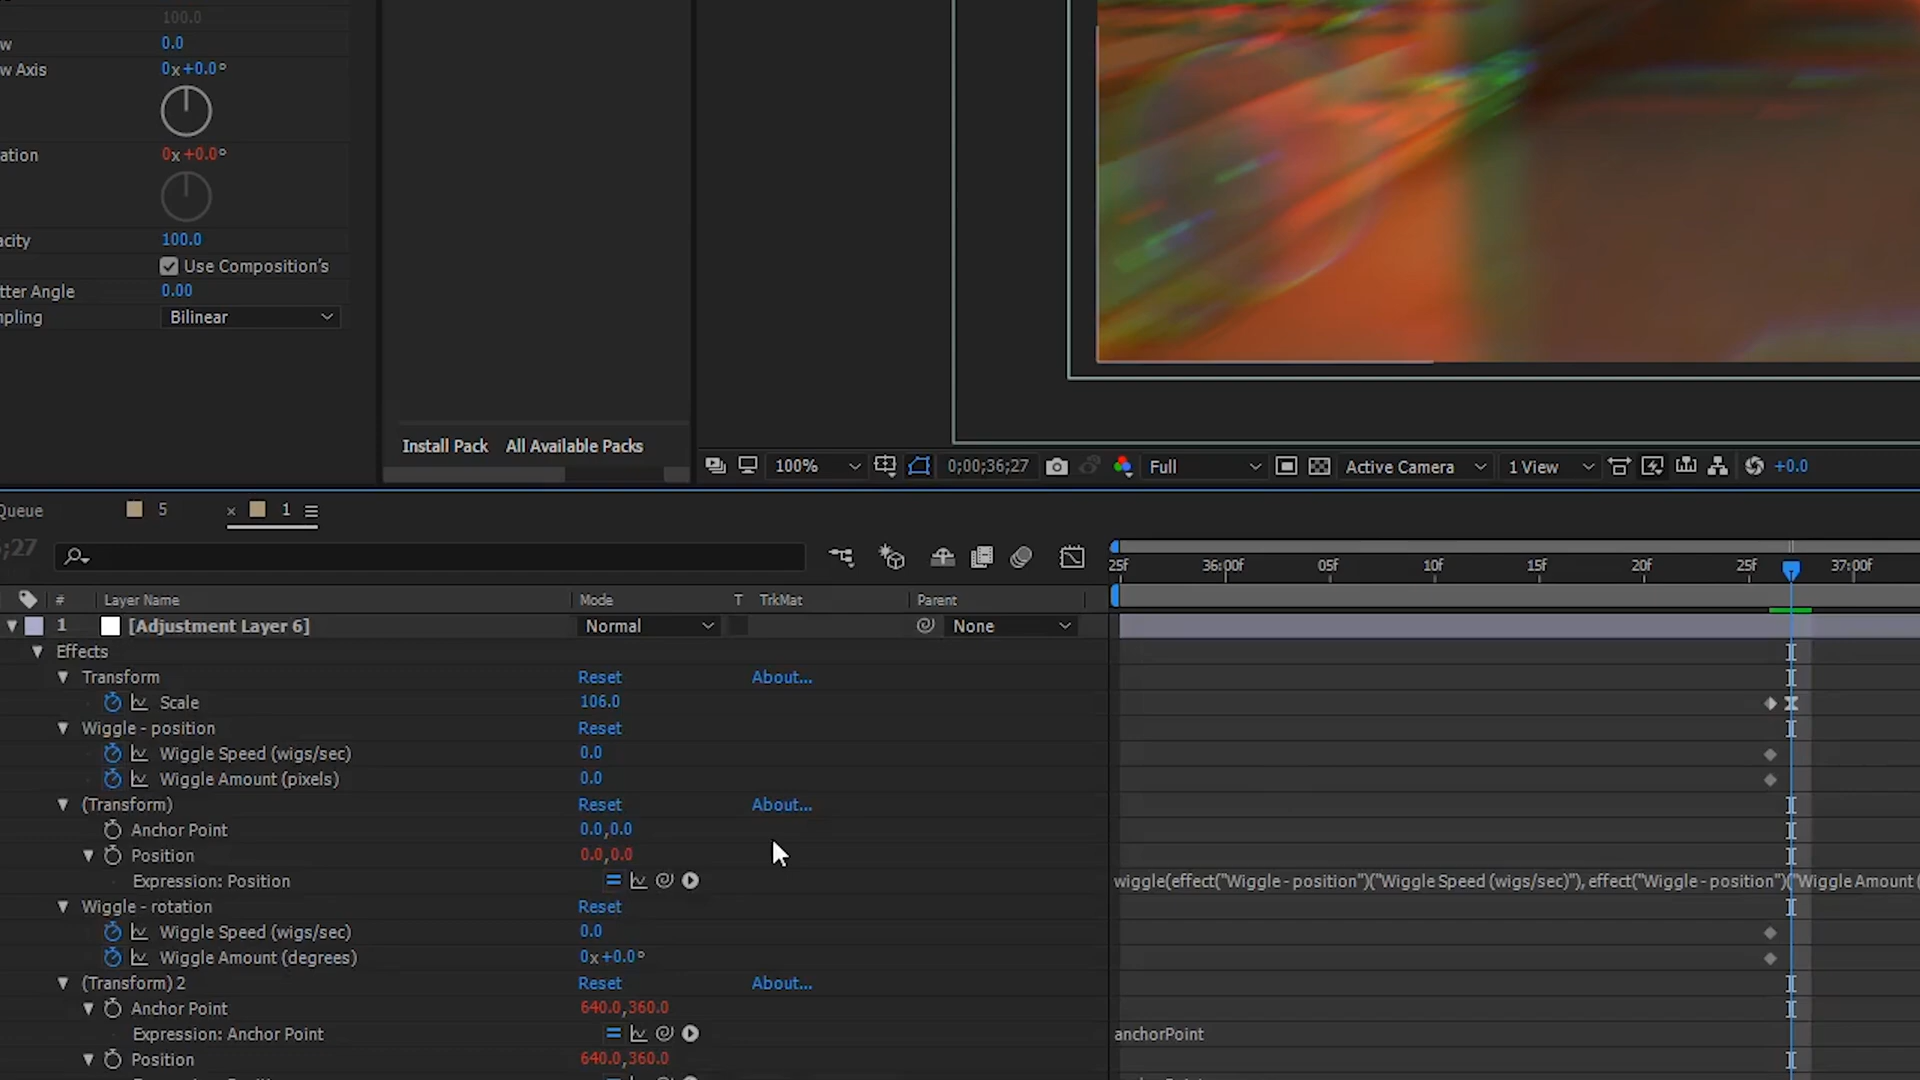 100.0
w 0.0
w Axis 0x+0.0°
ation 0x+0.0°
acity 100.0
Use Composition's
tter Angle 0.00
mpling Bilinear
Install Pack All Available Packs
100% 0;00;36;27 Full Active Camera 1 View +0.0
Queue 5 × 1
;27
25f 36:00f 05f 10f 15f 20f 25f 37:00f
# Layer Name Mode T TrkMat Parent
1 [Adjustment Layer 6] Normal None
Effects
Transform Reset About...
Scale 106.0
Wiggle - position Reset
Wiggle Speed (wigs/sec) 0.0
Wiggle Amount (pixels) 0.0
(Transform) Reset About...
Anchor Point 0.0,0.0
Position 0.0,0.0
Expression: Position wiggle(effect("Wiggle - position")("Wiggle Speed (wigs/sec)"), effect("Wiggle - position")("Wiggle Amount (
Wiggle - rotation Reset
Wiggle Speed (wigs/sec) 0.0
Wiggle Amount (degrees) 0x+0.0°
(Transform) 2 Reset About...
Anchor Point 640.0,360.0
Expression: Anchor Point anchorPoint
Position 640.0,360.0